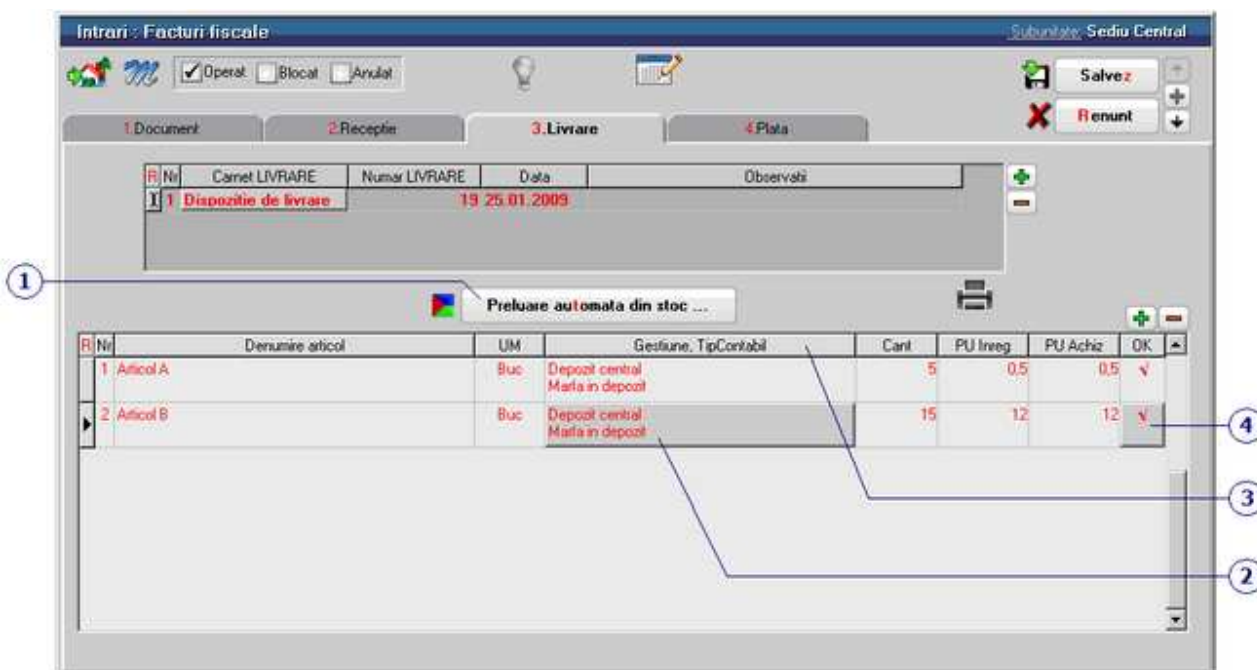 Intrari : Facturi fiscale Subunitate: Sediu Central
Operat Blocat Anulat Salvez
Renunt
1.Document 2.Receptie 3.Livrare 4.Plata
R Nr Carnet LIVRARE Numar LIVRARE Data Observatii
1 Dispozitie de livrare 19 25.01.2009
1 Preluare automata din stoc ...
R Nr Denumire articol UM Gestiune, TipContabil Cant PU Inreg PU Achiz OK
1 Articol A Buc Depozit central 5 0,5 0,5 √
Marfa in depozit
2 Articol B Buc Depozit central 15 12 12 √
Marfa in depozit
4
3
2